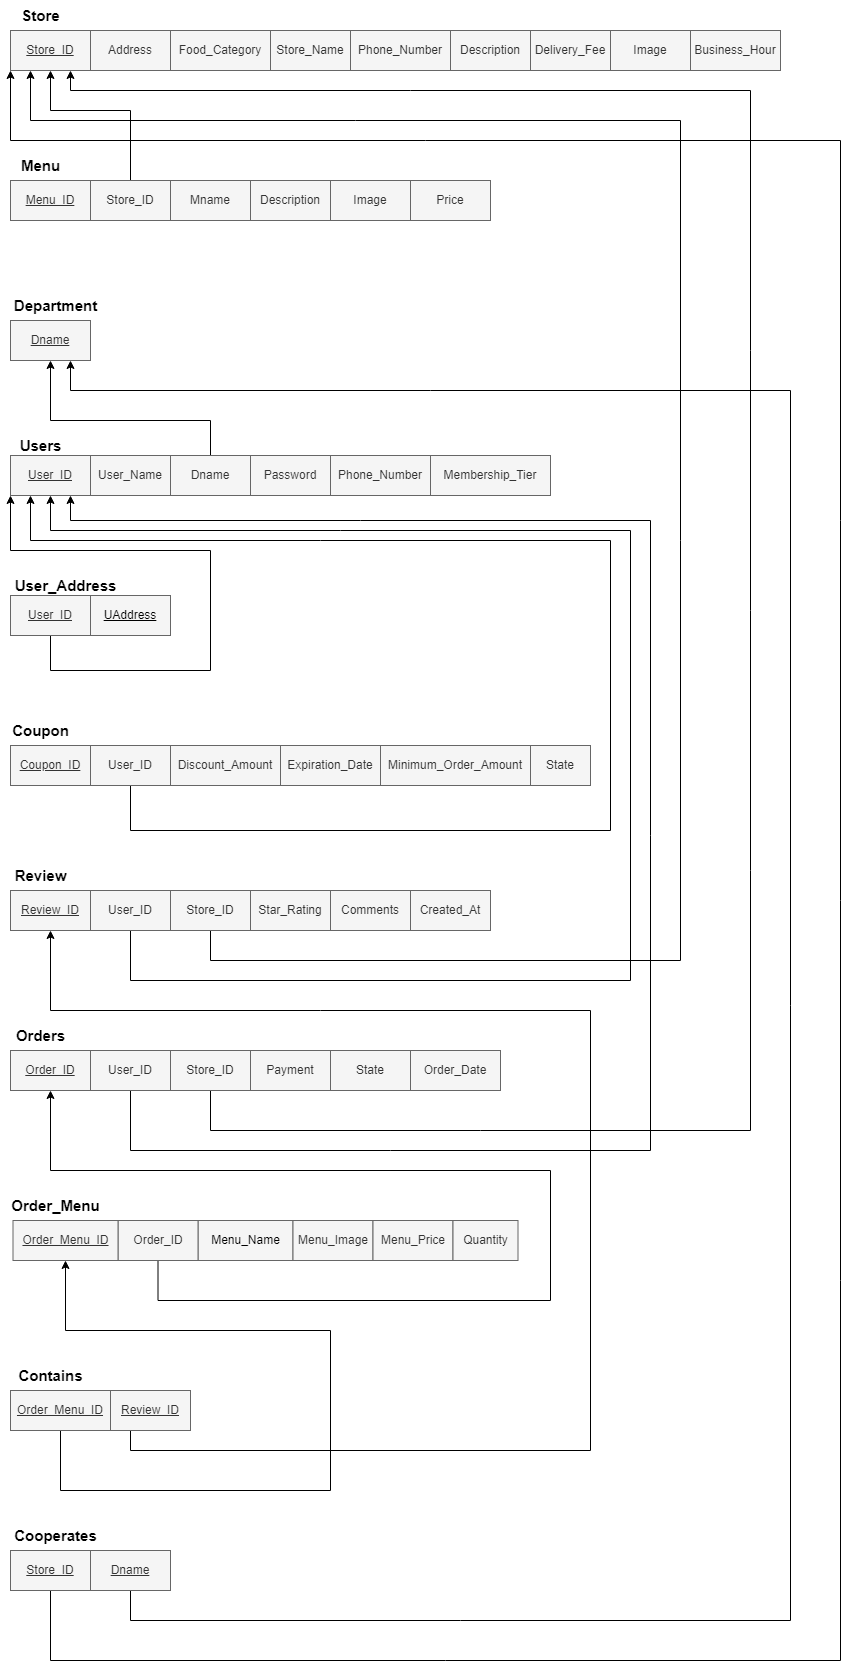 Store
Store_ID Address Food_Category Store_Name Phone_Number Description Delivery_Fee Image Business_Hour
Menu
Menu_ID Store_ID Mname Description Image Price
Department
Dname
Users
User_ID User_Name Dname Password Phone_Number Membership_Tier
User_Address
User_ID UAddress
Coupon
Coupon_ID User_ID Discount_Amount Expiration_Date Minimum_Order_Amount State
Review
Review_ID User_ID Store_ID Star_Rating Comments Created_At
Orders
Order_ID User_ID Store_ID Payment State Order_Date
Order_Menu
Order_Menu_ID Order_ID Menu_Name Menu_Image Menu_Price Quantity
Contains
Order_Menu_ID Review_ID
Cooperates
Store_ID Dname